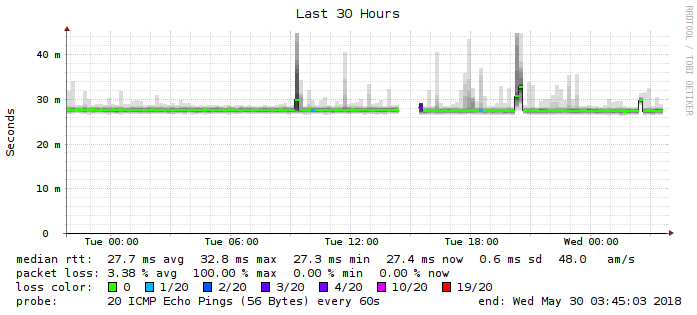 Last 30 Hours
RRDTOOL / TOBI OETIKER
Seconds
40 m
30 m
20 m
10 m
0
Tue 00:00 Tue 06:00 Tue 12:00 Tue 18:00 Wed 00:00
median rtt: 27.7 ms avg 32.8 ms max 27.3 ms min 27.4 ms now 0.6 ms sd 48.0 am/s
packet loss: 3.38 % avg 100.00 % max 0.00 % min 0.00 % now
loss color: 0 1/20 2/20 3/20 4/20 10/20 19/20
probe: 20 ICMP Echo Pings (56 Bytes) every 60s end: Wed May 30 03:45:03 2018